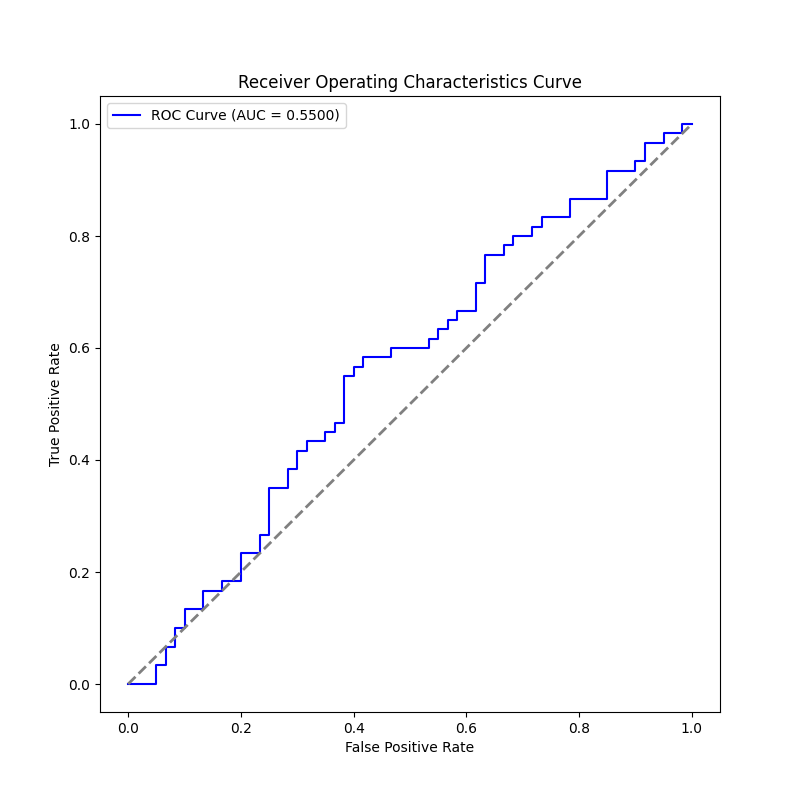 Receiver Operating Characteristics Curve
ROC Curve (AUC = 0.5500)
1.0
0.8
0.6
0.4
0.2
0.0
True Positive Rate
0.0 0.2 0.4 0.6 0.8 1.0
False Positive Rate